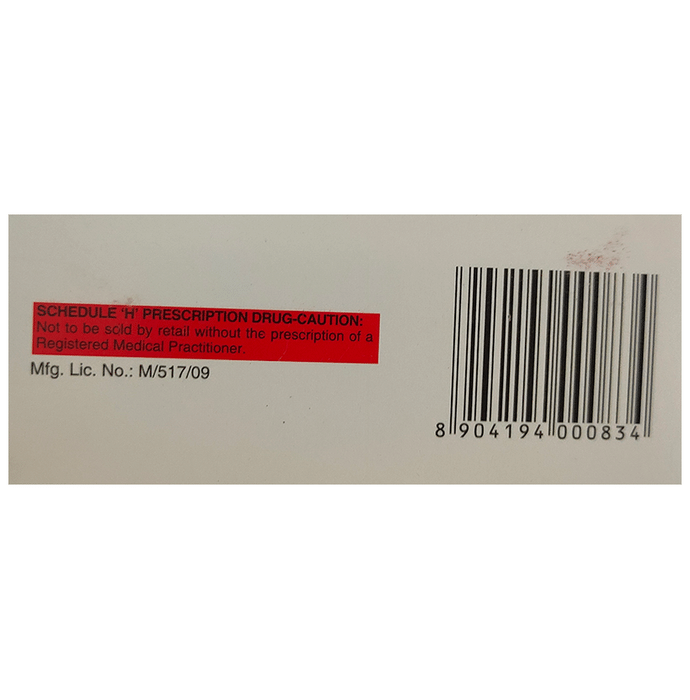 SCHEDULE 'H' PRESCRIPTION DRUG-CAUTION:
Not to be sold by retail without the prescription of a
Registered Medical Practitioner.
Mfg. Lic. No.: M/517/09
8 904194 000834